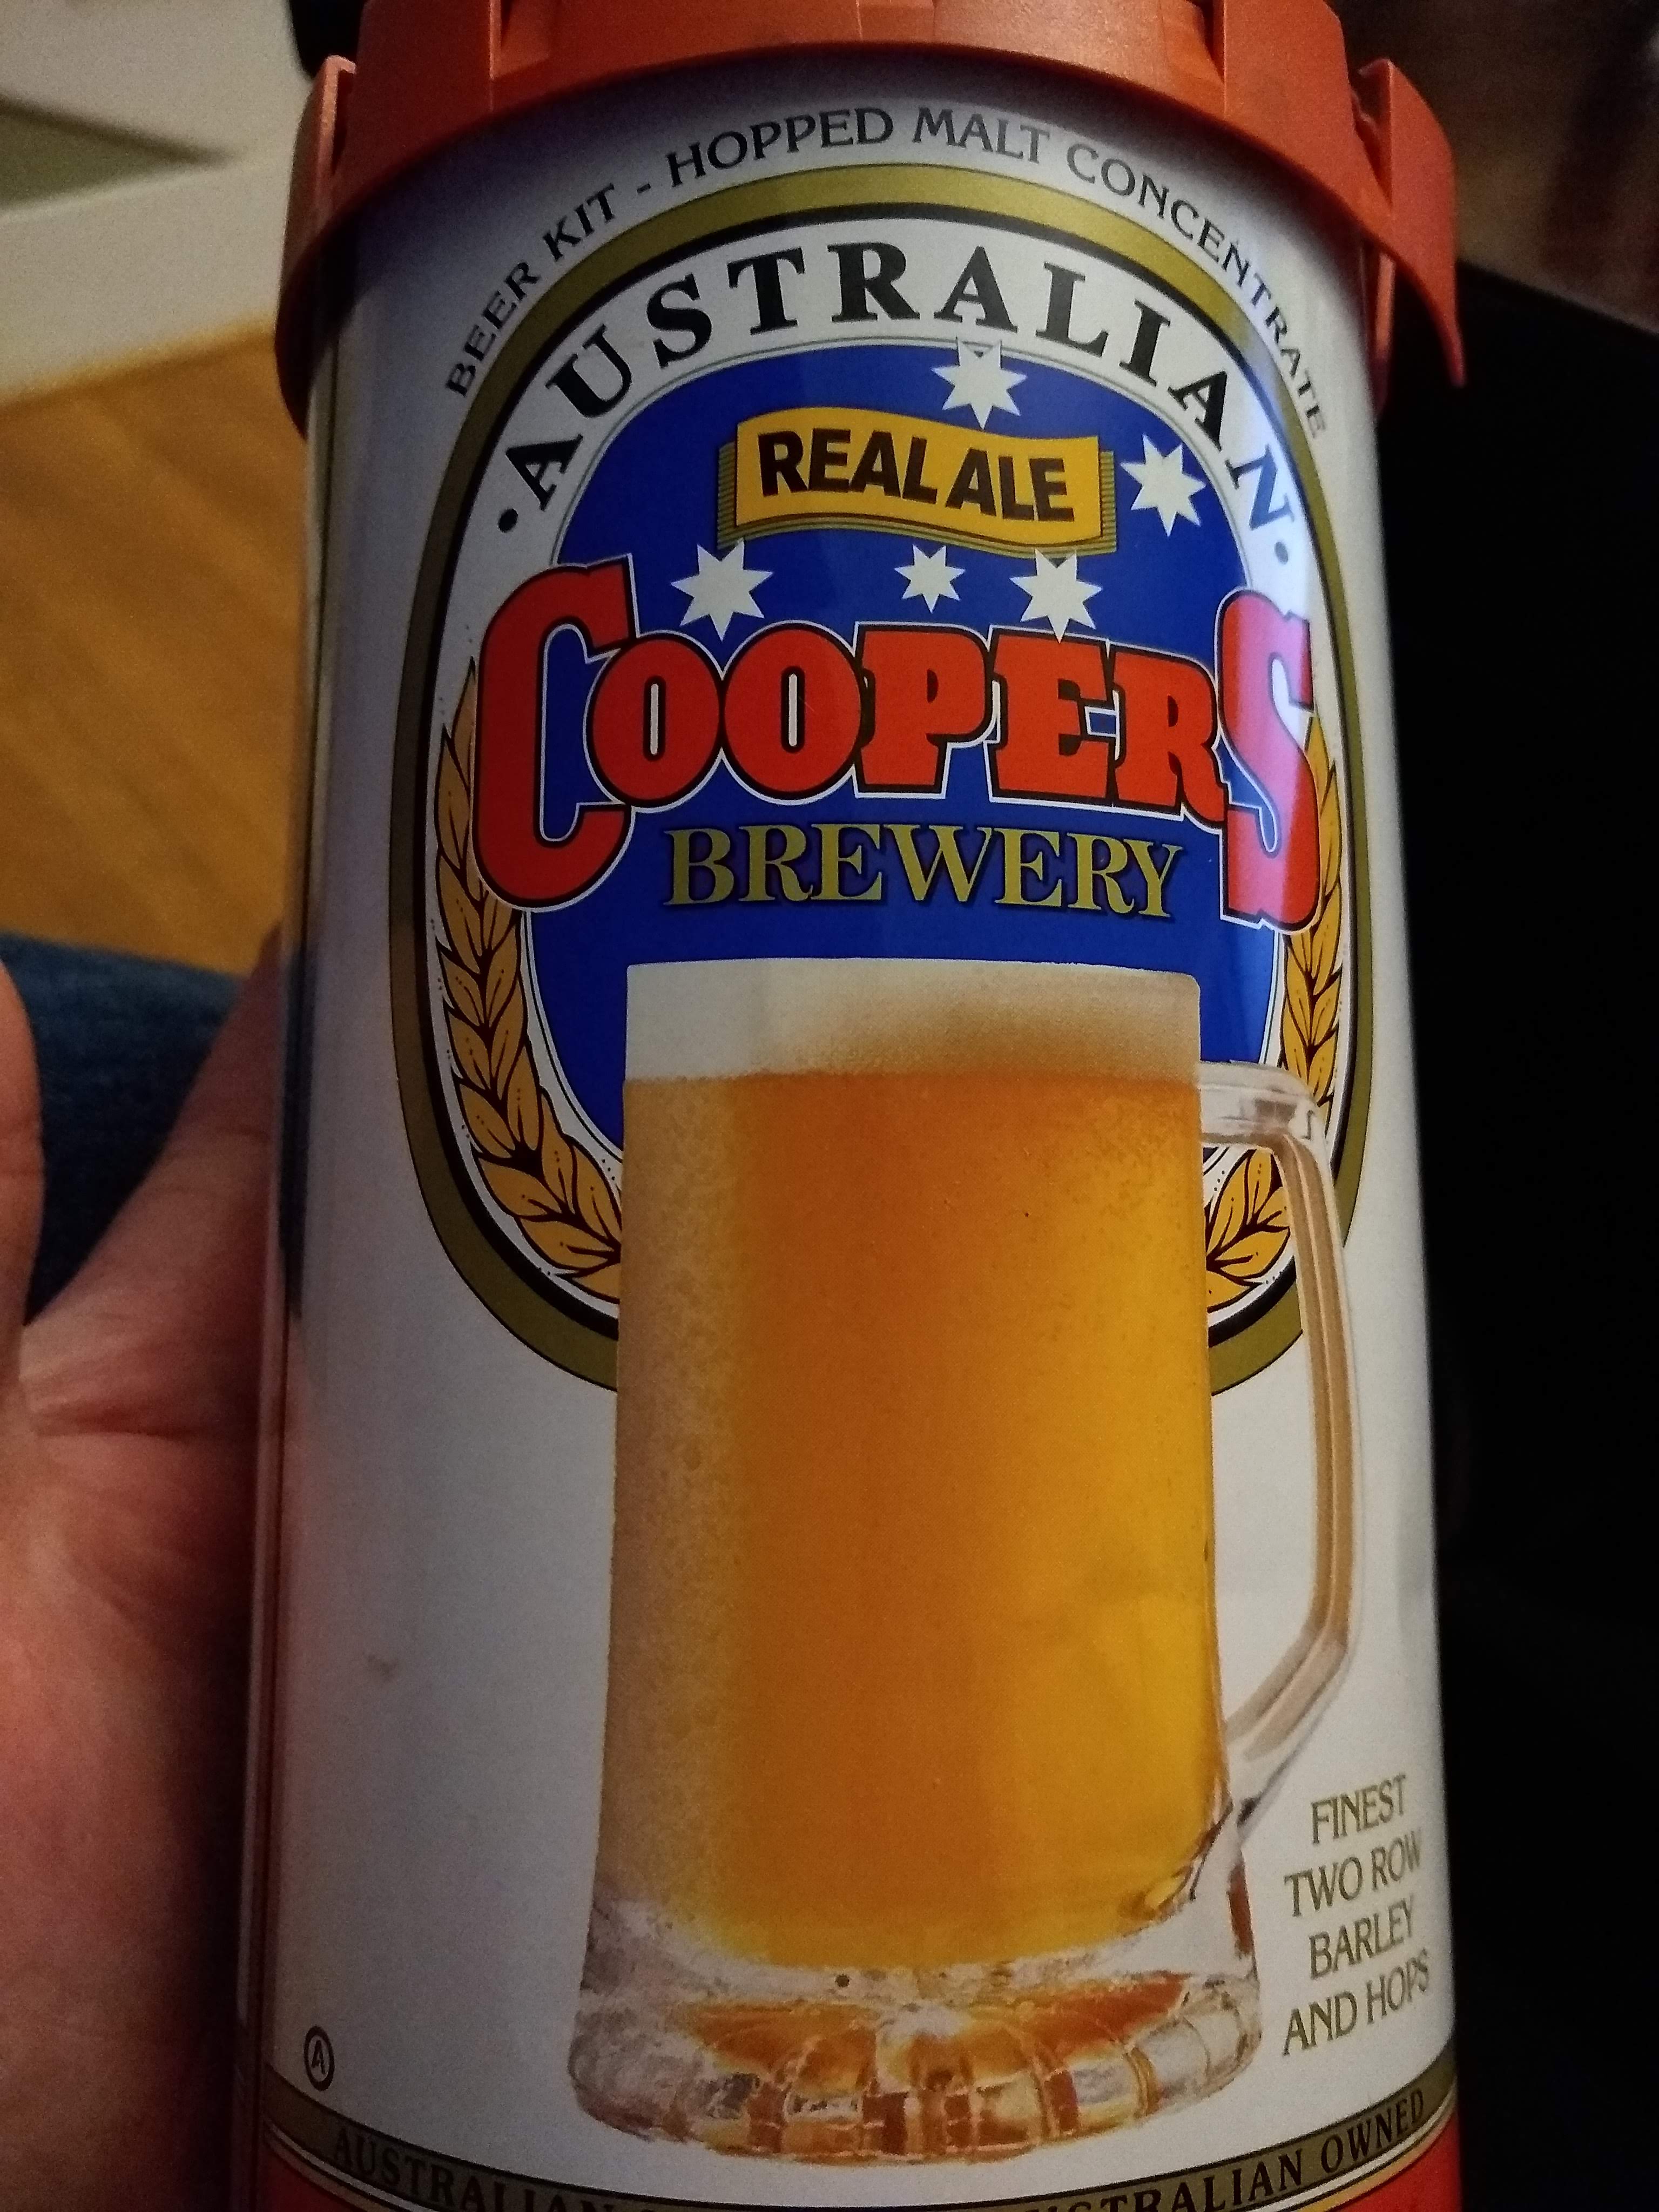 BEER KIT - HOPPED MALT CONCENTRATE
• AUSTRALIAN •
REAL ALE
COOPERS
BREWERY
FINEST
TWO ROW
BARLEY
AND HOPS
A
AUSTRALIAN AUSTRALIAN OWNED